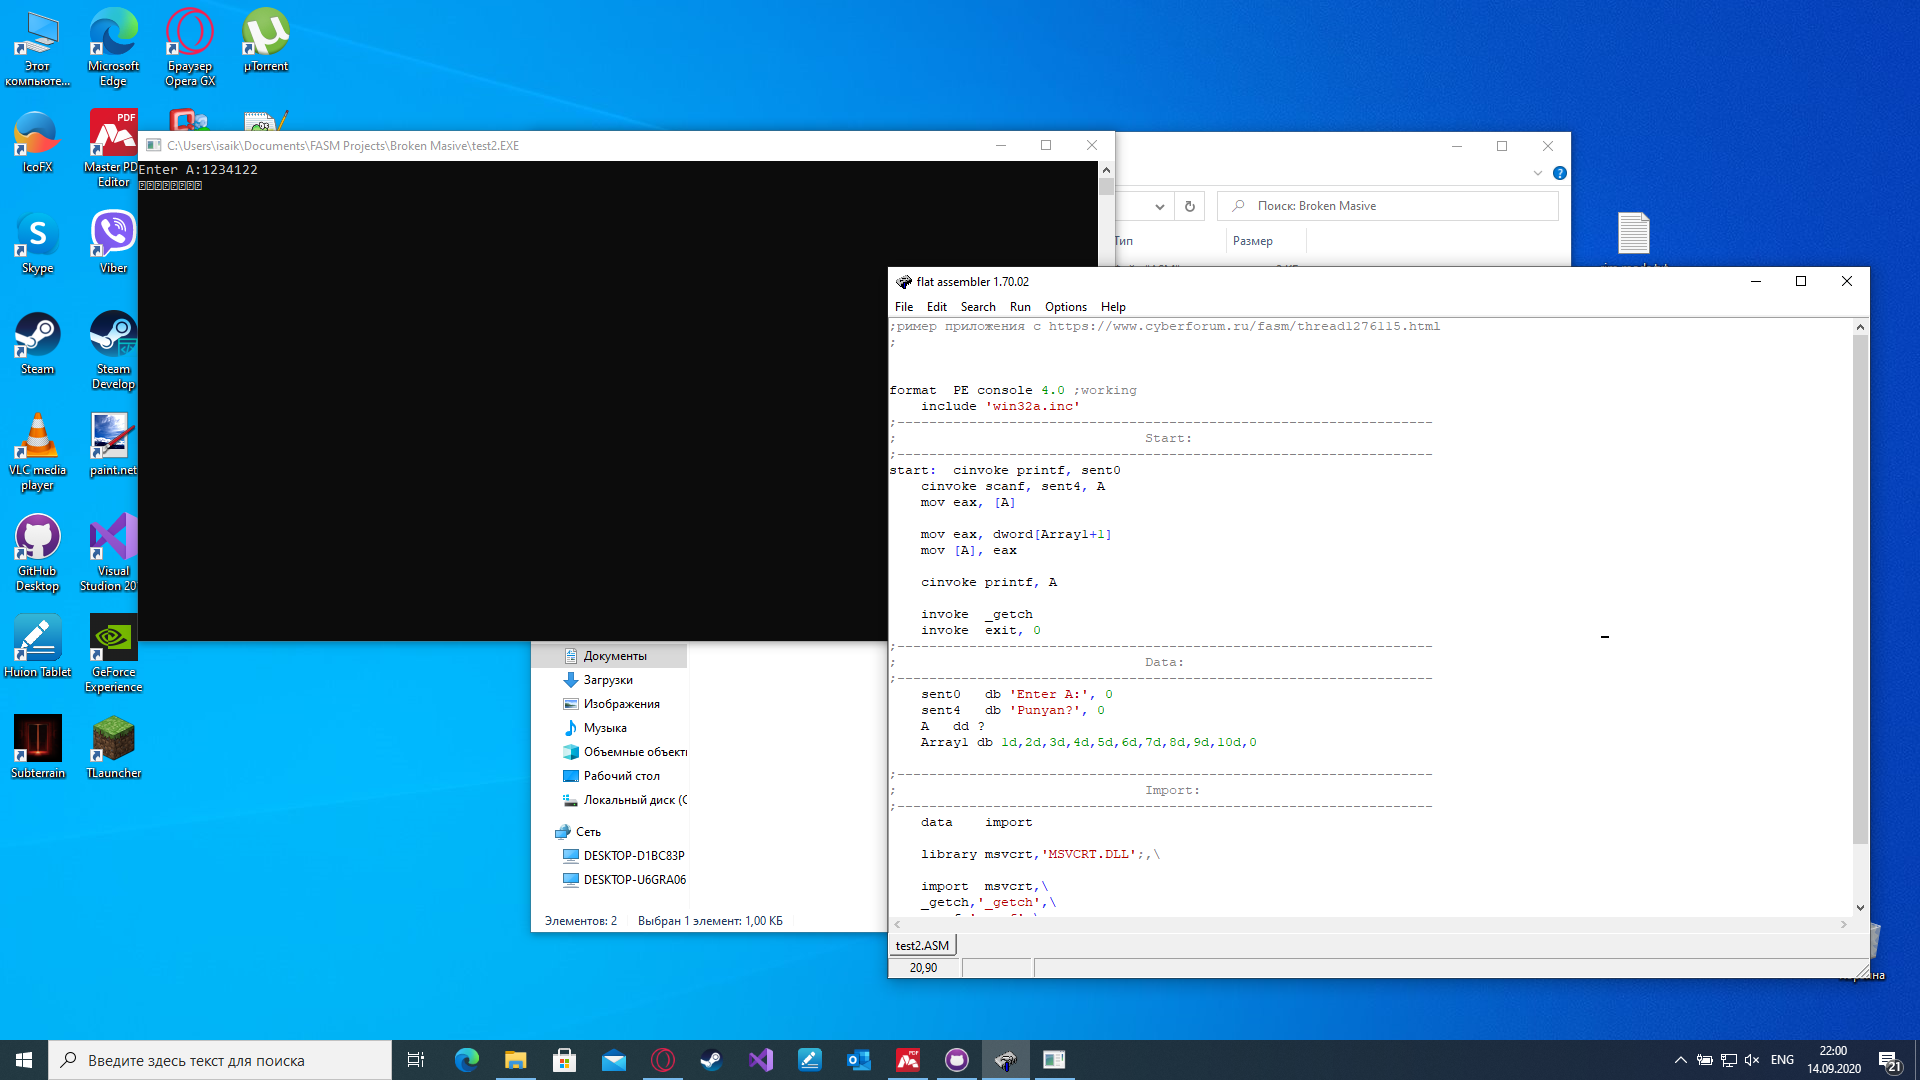 Этот компьюте...
Microsoft Edge
Браузер Opera GX
µTorrent
IcoFX
PDF
Master PD
Editor
Skype
Viber
Steam
Steam Develop
VLC media player
paint.net
GitHub Desktop
Visual Studion 20
Huion Tablet
GeForce Experience
Subterrain
TLauncher
C:\Users\isaik\Documents\FASM Projects\Broken Masive\test2.EXE
Enter A:1234122
Поиск: Broken Masive
Тип
Размер
Документы
Загрузки
Изображения
Музыка
Объемные объект
Рабочий стол
Локальный диск (C
Сеть
DESKTOP-D1BC83P
DESKTOP-U6GRA06
Элементов: 2 Выбран 1 элемент: 1,00 КБ
flat assembler 1.70.02
File Edit Search Run Options Help
;ример приложения с https://www.cyberforum.ru/fasm/thread1276115.html
;
format PE console 4.0 ;working
include 'win32a.inc'
;-------------------------------------------------------------------
; Start:
;-------------------------------------------------------------------
start: cinvoke printf, sent0
cinvoke scanf, sent4, A
mov eax, [A]
mov eax, dword[Array1+1]
mov [A], eax
cinvoke printf, A
invoke _getch
invoke exit, 0
;-------------------------------------------------------------------
; Data:
;-------------------------------------------------------------------
sent0 db 'Enter A:', 0
sent4 db 'Punyan?', 0
A dd ?
Array1 db 1d,2d,3d,4d,5d,6d,7d,8d,9d,10d,0
;-------------------------------------------------------------------
; Import:
;-------------------------------------------------------------------
data import
library msvcrt,'MSVCRT.DLL';,\
import msvcrt,\
_getch,'_getch',\
test2.ASM
20,90
Введите здесь текст для поиска
ENG
22:00
14.09.2020
21